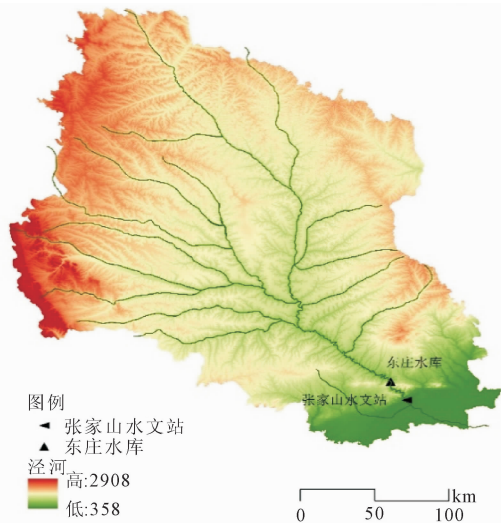 东庄水库
张家山水文站
图例
张家山水文站
东庄水库
泾河
高:2908
低:358
km
0 50 100